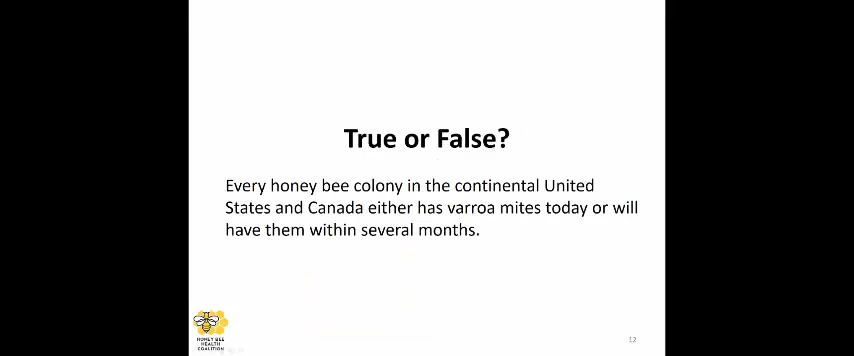 True or False?
Every honey bee colony in the continental United
States and Canada either has varroa mites today or will
have them within several months.
HONEY BEE
HEALTH
COALITION
12